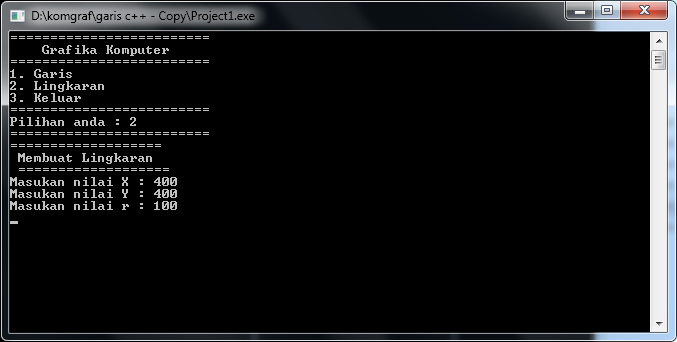 D:\komgraf\garis c++ - Copy\Project1.exe
=========================
Grafika Komputer
=========================
1. Garis
2. Lingkaran
3. Keluar
=========================
Pilihan anda : 2
=========================
===================
Membuat Lingkaran
===================
Masukan nilai X : 400
Masukan nilai Y : 400
Masukan nilai r : 100